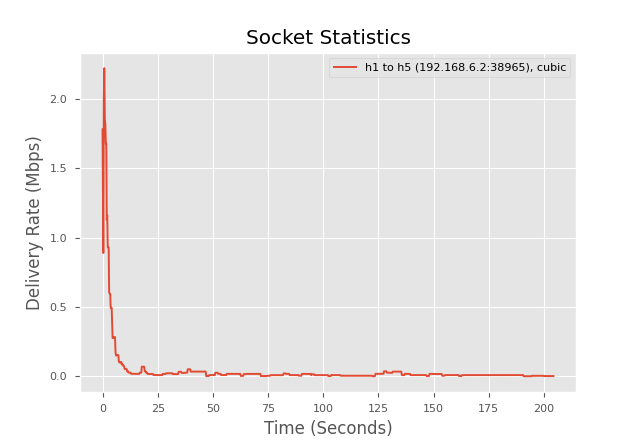 Socket Statistics
h1 to h5 (192.168.6.2:38965), cubic
Delivery Rate (Mbps)
2.0
1.5
1.0
0.5
0.0
0 25 50 75 100 125 150 175 200
Time (Seconds)